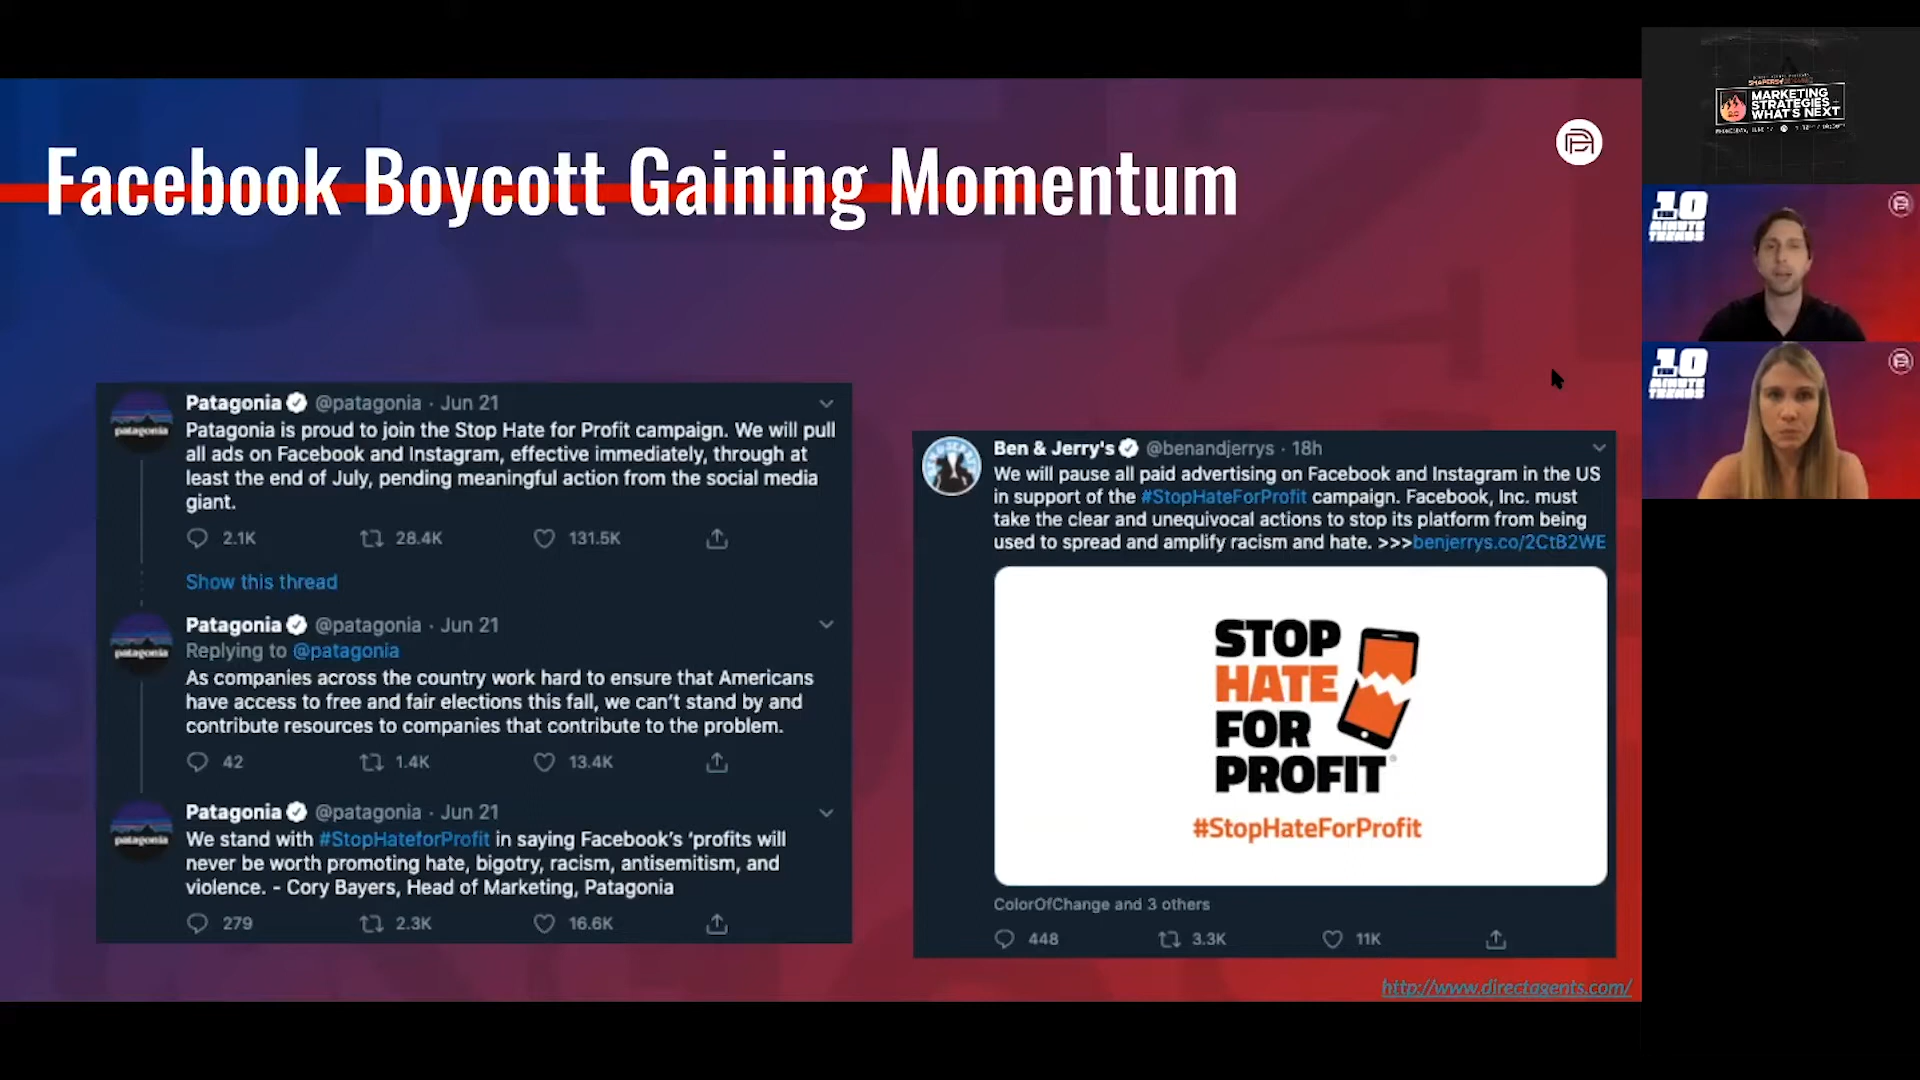 Facebook Boycott Gaining Momentum
Patagonia @patagonia · Jun 21
Patagonia is proud to join the Stop Hate for Profit campaign. We will pull
all ads on Facebook and Instagram, effective immediately, through at
least the end of July, pending meaningful action from the social media
giant.
2.1K 28.4K 131.5K
Show this thread
Patagonia @patagonia · Jun 21
Replying to @patagonia
As companies across the country work hard to ensure that Americans
have access to free and fair elections this fall, we can't stand by and
contribute resources to companies that contribute to the problem.
42 1.4K 13.4K
Patagonia @patagonia · Jun 21
We stand with #StopHateforProfit in saying Facebook's 'profits will
never be worth promoting hate, bigotry, racism, antisemitism, and
violence. - Cory Bayers, Head of Marketing, Patagonia
279 2.3K 16.6K
patagonia
patagonia
patagonia
Ben & Jerry's @benandjerrys · 18h
We will pause all paid advertising on Facebook and Instagram in the US
in support of the #StopHateForProfit campaign. Facebook, Inc. must
take the clear and unequivocal actions to stop its platform from being
used to spread and amplify racism and hate. >>>benjerrys.co/2CtB2WE
STOP
HATE
FOR
PROFIT
#StopHateForProfit
ColorOfChange and 3 others
448 3.3K 11K
http://www.directagents.com/
MARKETING
STRATEGIES
WHAT'S NEXT
10
MINUTE
TRENDS
10
MINUTE
TRENDS